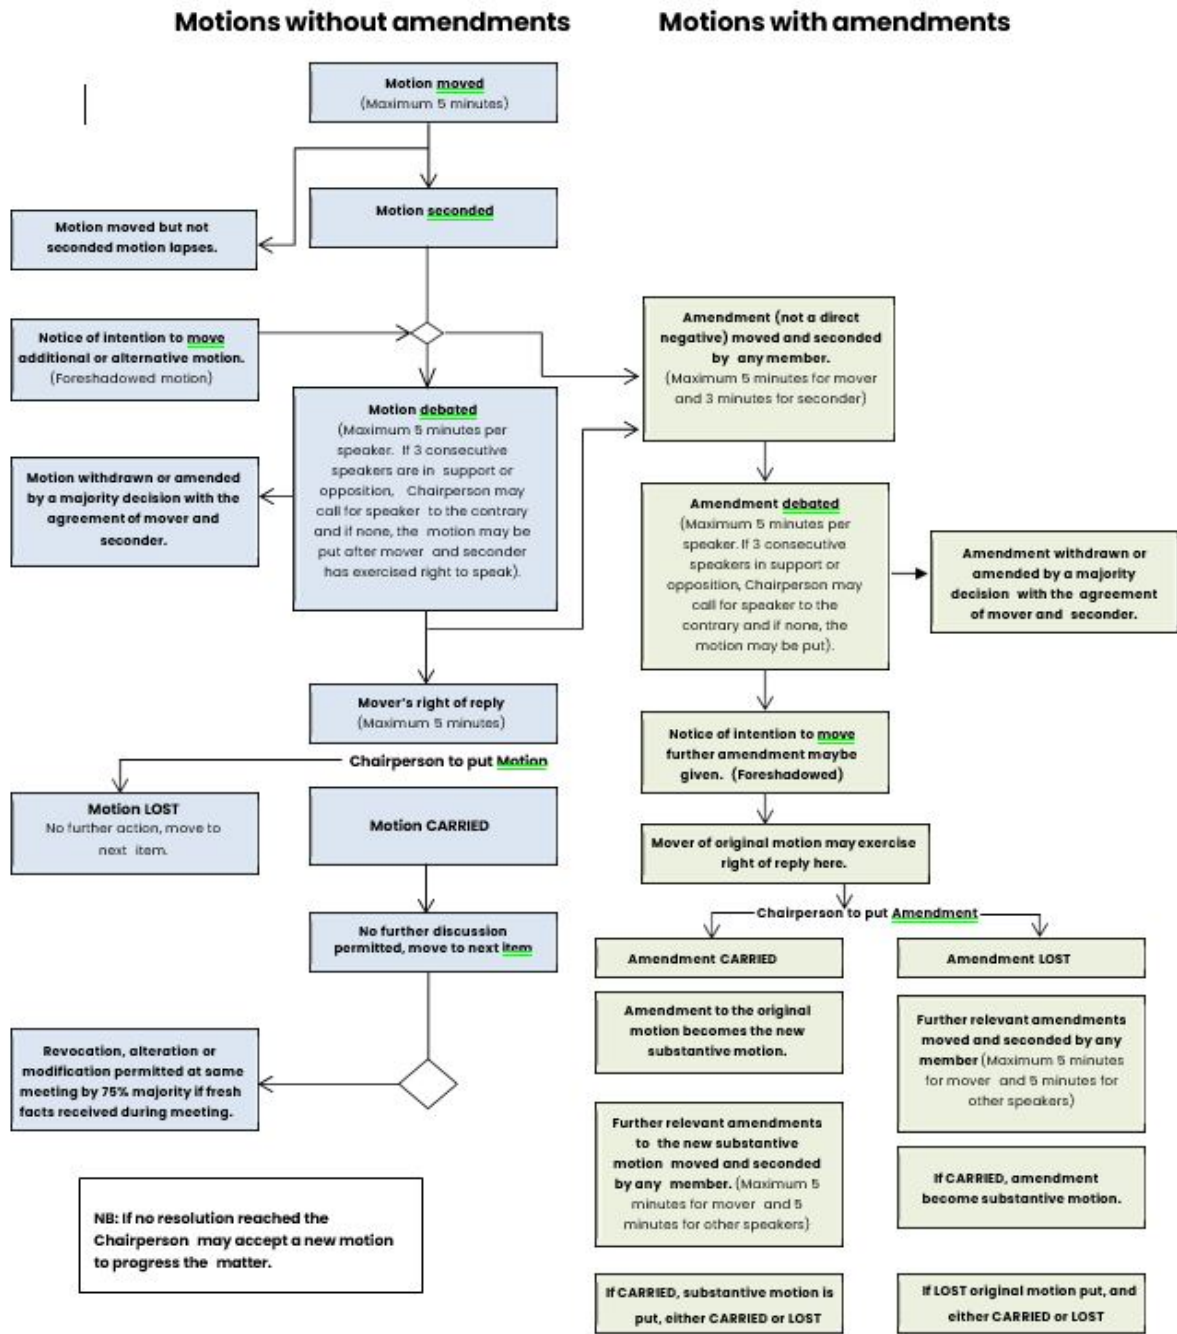 Motions without amendments
Motion moved
(Maximum 5 minutes)
Motion seconded
Motion moved but not
seconded motion lapses.
Notice of intention to move
additional or alternative motion.
(Foreshadowed motion)
Motion debated
(Maximum 5 minutes per
speaker. If 3 consecutive
speakers are in support or
opposition, Chairperson may
call for speaker to the contrary
and if none, the motion may be
put after mover and seconder
has exercised right to speak).
Motion withdrawn or amended
by a majority decision with the
agreement of mover and
seconder.
Mover's right of reply
(Maximum 5 minutes)
Chairperson to put Motion
Motion LOST
No further action, move to
next item.
Motion CARRIED
No further discussion
permitted, move to next item
Revocation, alteration or
modification permitted at same
meeting by 75% majority if fresh
facts received during meeting.
NB: If no resolution reached the
Chairperson may accept a new motion
to progress the matter.
Motions with amendments
Amendment (not a direct
negative) moved and seconded
by any member.
(Maximum 5 minutes for mover
and 3 minutes for seconder)
Amendment debated
(Maximum 5 minutes per
speaker. If 3 consecutive
speakers in support or
opposition, Chairperson may
call for speaker to the
contrary and if none, the
motion may be put).
Amendment withdrawn or
amended by a majority
decision with the agreement
of mover and seconder.
Notice of intention to move
further amendment maybe
given. (Foreshadowed)
Mover of original motion may exercise
right of reply here.
Chairperson to put Amendment
Amendment CARRIED
Amendment to the original
motion becomes the new
substantive motion.
Further relevant amendments
to the new substantive
motion moved and seconded
by any member. (Maximum 5
minutes for mover and 5
minutes for other speakers)
If CARRIED, substantive motion is
put, either CARRIED or LOST
Amendment LOST
Further relevant amendments
moved and seconded by any
member (Maximum 5 minutes
for mover and 5 minutes for
other speakers)
If CARRIED, amendment
become substantive motion.
If LOST original motion put, and
either CARRIED or LOST